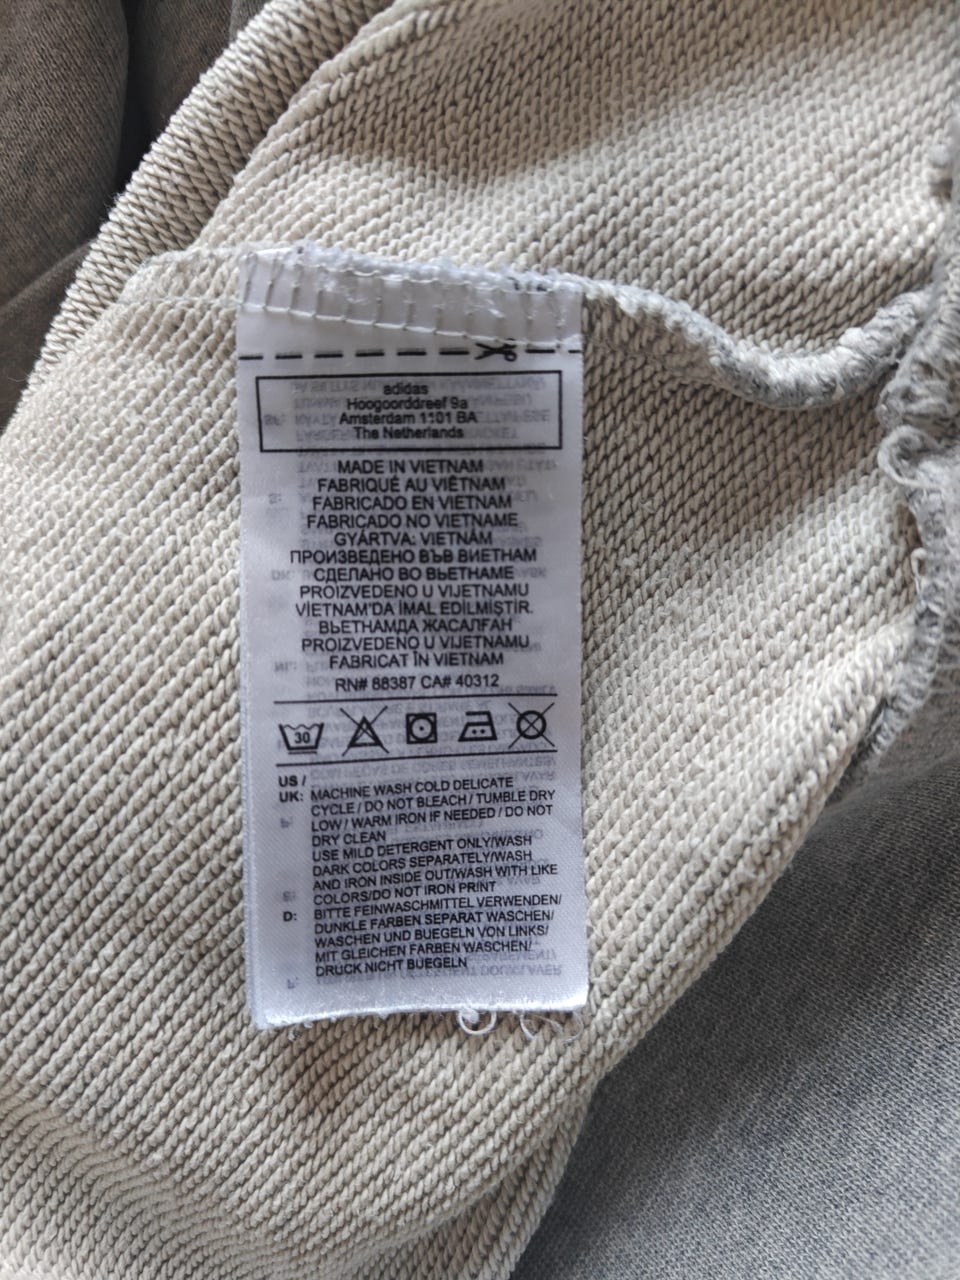 adidas
Hoogoorddreef 9a
Amsterdam 1101 BA
The Netherlands
MADE IN VIETNAM
FABRIQUÉ AU VIÊTNAM
FABRICADO EN VIETNAM
FABRICADO NO VIETNAME
GYÁRTVA: VIETNÁM
ПРОИЗВЕДЕНО ВЪВ ВИЕТНАМ
СДЕЛАНО ВО ВЬЕТНАМЕ
PROIZVEDENO U VIJETNAMU
VİETNAM'DA İMAL EDİLMİŞTİR.
ВЬЕТНАМДА ЖАСАЛҒАН
PROIZVEDENO U VIJETNAMU
FABRICAT ÎN VIETNAM
RN# 88387 CA# 40312
30
US /
UK: MACHINE WASH COLD DELICATE
CYCLE / DO NOT BLEACH / TUMBLE DRY
LOW / WARM IRON IF NEEDED / DO NOT
DRY CLEAN
USE MILD DETERGENT ONLY/WASH
DARK COLORS SEPARATELY/WASH
AND IRON INSIDE OUT/WASH WITH LIKE
COLORS/DO NOT IRON PRINT
D: BITTE FEINWASCHMITTEL VERWENDEN/
DUNKLE FARBEN SEPARAT WASCHEN/
WASCHEN UND BUEGELN VON LINKS/
MIT GLEICHEN FARBEN WASCHEN/
DRUCK NICHT BUEGELN